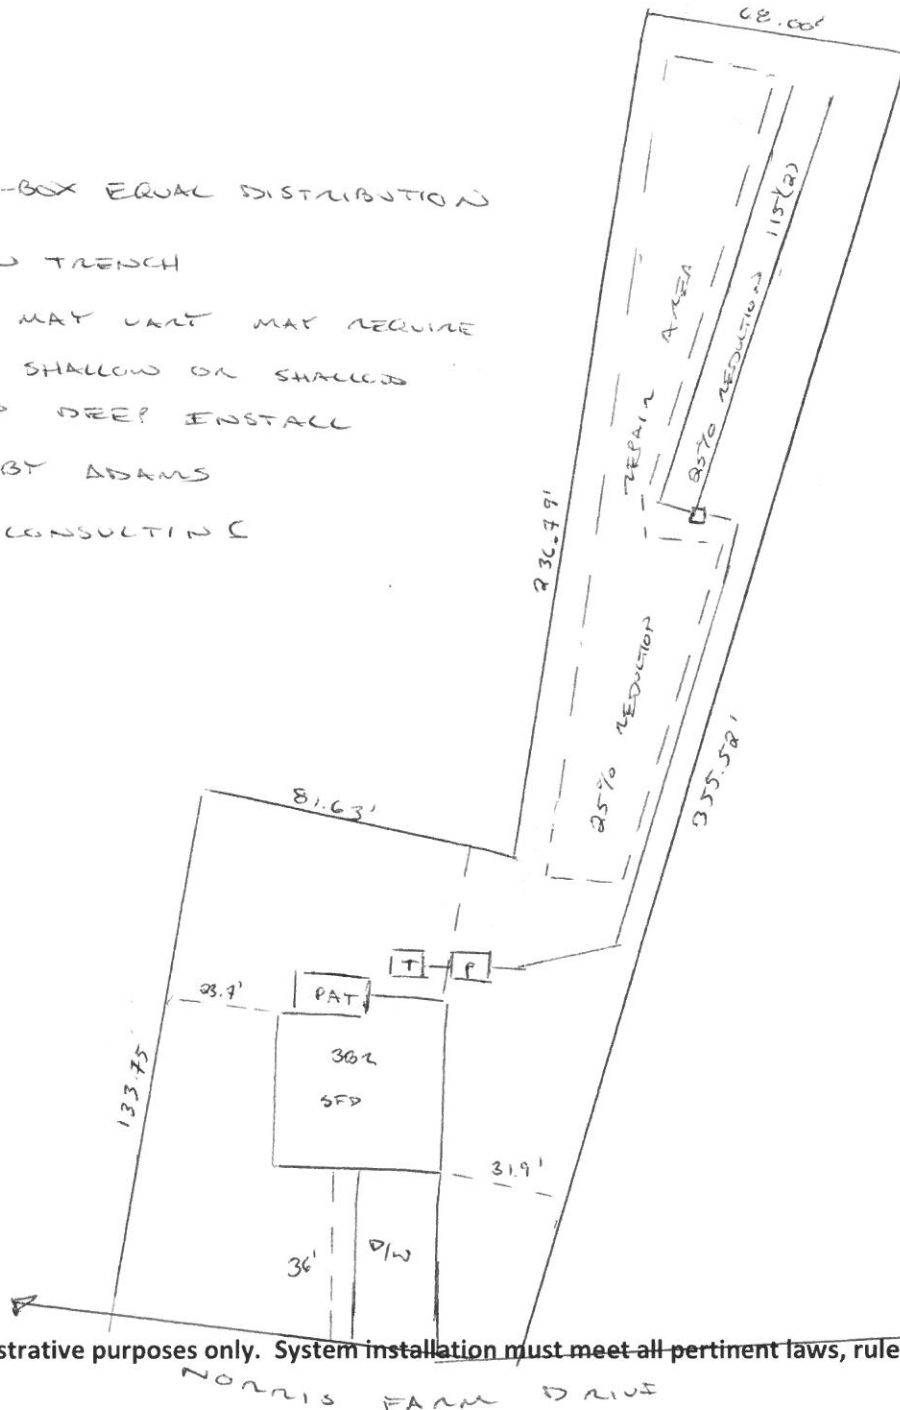 68.00'
-BOX EQUAL DISTRIBUTION
TRENCH
MAY VARY MAY REQUIRE
SHALLOW OR SHALLOW
DEEP INSTALL
BY ADAMS
CONSULTING
115'(2)
25% REDUCTION
REPAIR AREA
236.79'
25% REDUCTION
355.52'
81.63'
T
P
23.7'
PAT
3BR
SFD
133.75
31.9'
36'
D/W
strative purposes only. System installation must meet all pertinent laws, rule
NORRIS FARM DRIVE